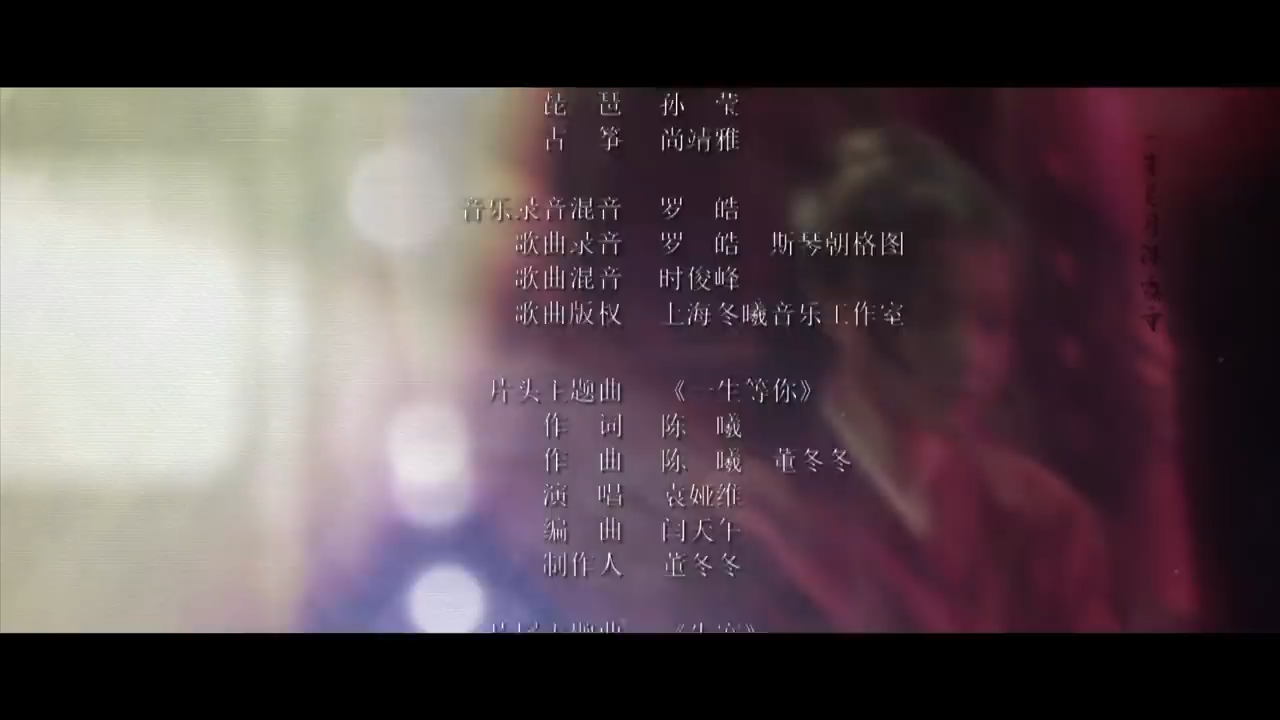 琵 琶 孙 莹
古 筝 尚靖雅
音乐录音混音 罗 皓
歌曲录音 罗 皓 斯琴朝格图
歌曲混音 时俊峰
歌曲版权 上海冬曦音乐工作室
片头主题曲 《一生等你》
作 词 陈 曦
作 曲 陈 曦 董冬冬
演 唱 袁娅维
编 曲 闫天午
制作人 董冬冬